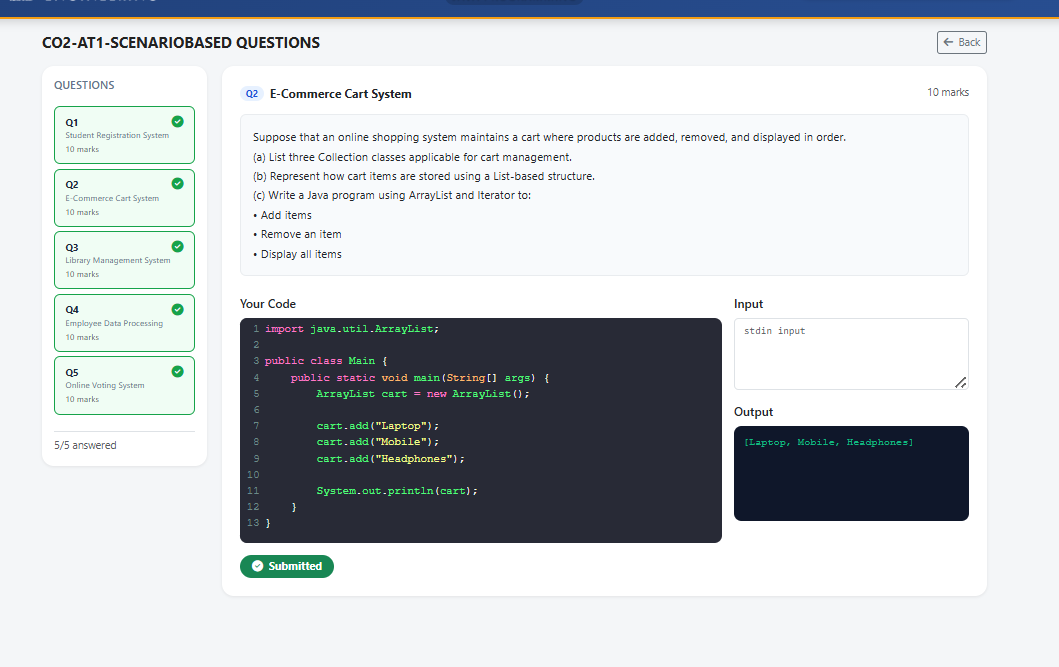 CO2-AT1-SCENARIOBASED QUESTIONS
← Back
QUESTIONS
Q1
Student Registration System
10 marks
Q2
E-Commerce Cart System
10 marks
Q3
Library Management System
10 marks
Q4
Employee Data Processing
10 marks
Q5
Online Voting System
10 marks
5/5 answered
Q2 E-Commerce Cart System
10 marks
Suppose that an online shopping system maintains a cart where products are added, removed, and displayed in order.
(a) List three Collection classes applicable for cart management.
(b) Represent how cart items are stored using a List-based structure.
(c) Write a Java program using ArrayList and Iterator to:
• Add items
• Remove an item
• Display all items
Your Code
1 import java.util.ArrayList;
2
3 public class Main {
4     public static void main(String[] args) {
5         ArrayList cart = new ArrayList();
6
7         cart.add("Laptop");
8         cart.add("Mobile");
9         cart.add("Headphones");
10
11         System.out.println(cart);
12     }
13 }
Submitted
Input
stdin input
Output
[Laptop, Mobile, Headphones]